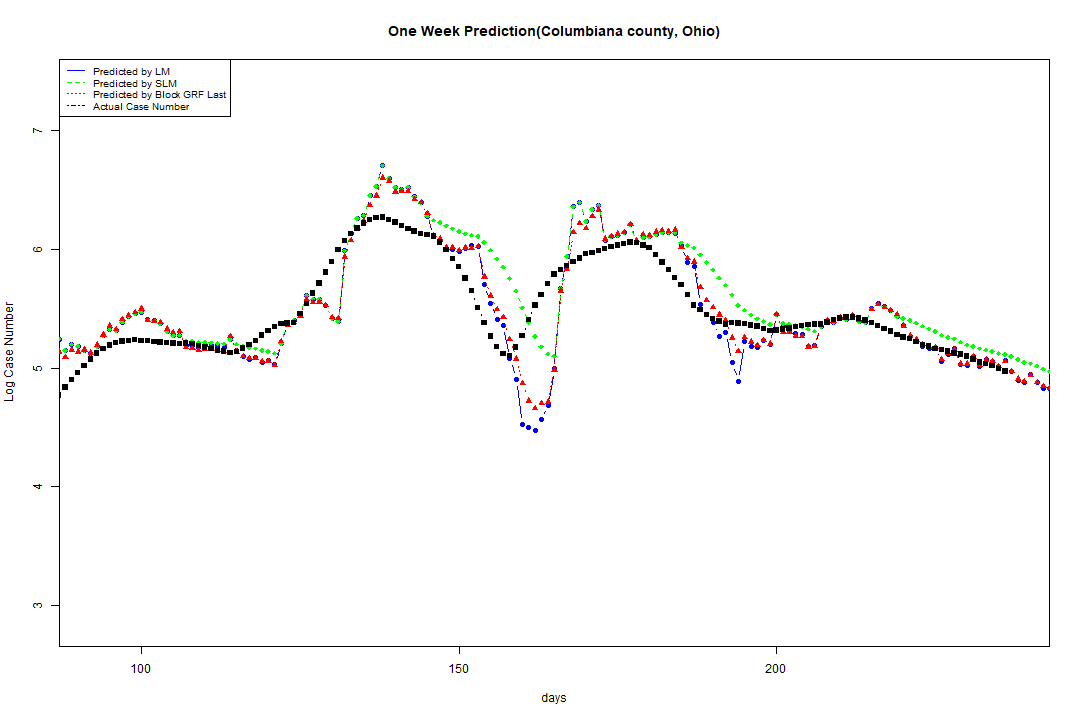 One Week Prediction(Columbiana county, Ohio)
Predicted by LM
Predicted by SLM
Predicted by Block GRF Last
Actual Case Number
7
6
5
4
3
Log Case Number
100 150 200
days